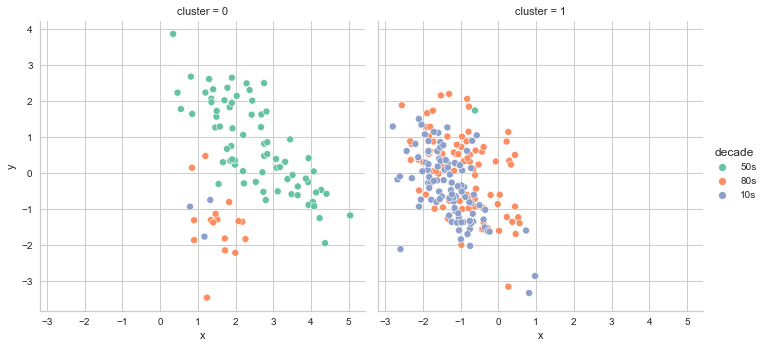 cluster = 0
cluster = 1
4
3
2
1
0
−1
−2
−3
y
−3 −2 −1 0 1 2 3 4 5
x
−3 −2 −1 0 1 2 3 4 5
x
decade
50s
80s
10s